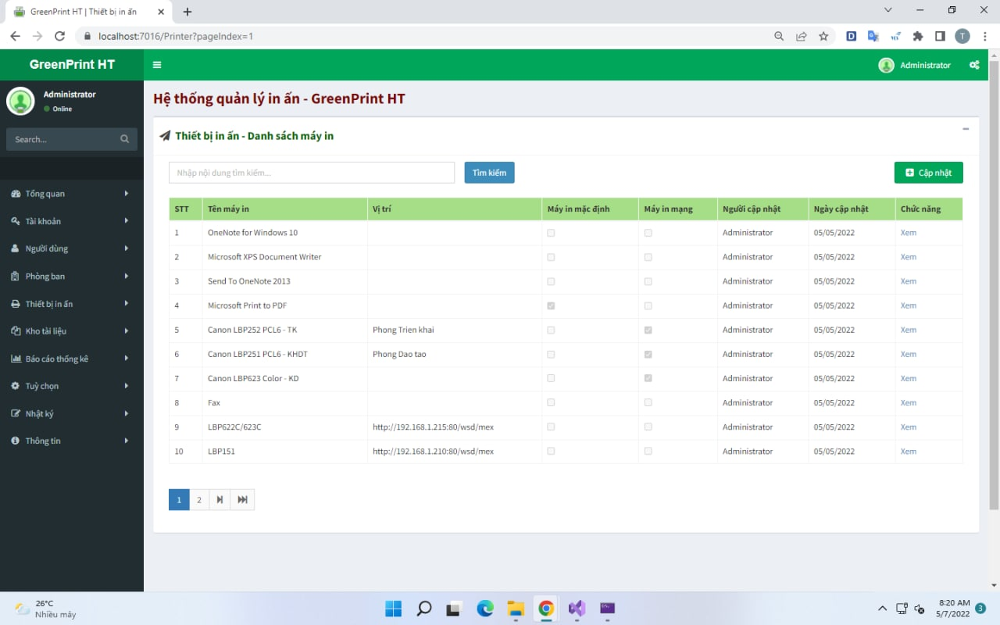 GreenPrint HT | Thiết bị in ấn
localhost:7016/Printer?pageIndex=1
T
GreenPrint HT
Administrator
Administrator
Online
Search...
Tổng quan
Tài khoản
Người dùng
Phòng ban
Thiết bị in ấn
Kho tài liệu
Báo cáo thống kê
Tuỳ chọn
Nhật ký
Thông tin
Hệ thống quản lý in ấn - GreenPrint HT
Thiết bị in ấn - Danh sách máy in
Nhập nội dung tìm kiếm... Tìm kiếm Cập nhật
STT Tên máy in Vị trí Máy in mặc định Máy in mạng Người cập nhật Ngày cập nhật Chức năng
1 OneNote for Windows 10 Administrator 05/05/2022 Xem
2 Microsoft XPS Document Writer Administrator 05/05/2022 Xem
3 Send To OneNote 2013 Administrator 05/05/2022 Xem
4 Microsoft Print to PDF Administrator 05/05/2022 Xem
5 Canon LBP252 PCL6 - TK Phong Trien khai Administrator 05/05/2022 Xem
6 Canon LBP251 PCL6 - KHDT Phong Dao tao Administrator 05/05/2022 Xem
7 Canon LBP623 Color - KD Administrator 05/05/2022 Xem
8 Fax Administrator 05/05/2022 Xem
9 LBP622C/623C http://192.168.1.215:80/wsd/mex Administrator 05/05/2022 Xem
10 LBP151 http://192.168.1.210:80/wsd/mex Administrator 05/05/2022 Xem
1 2
26°C
Nhiều mây
8:20 AM
5/7/2022
3